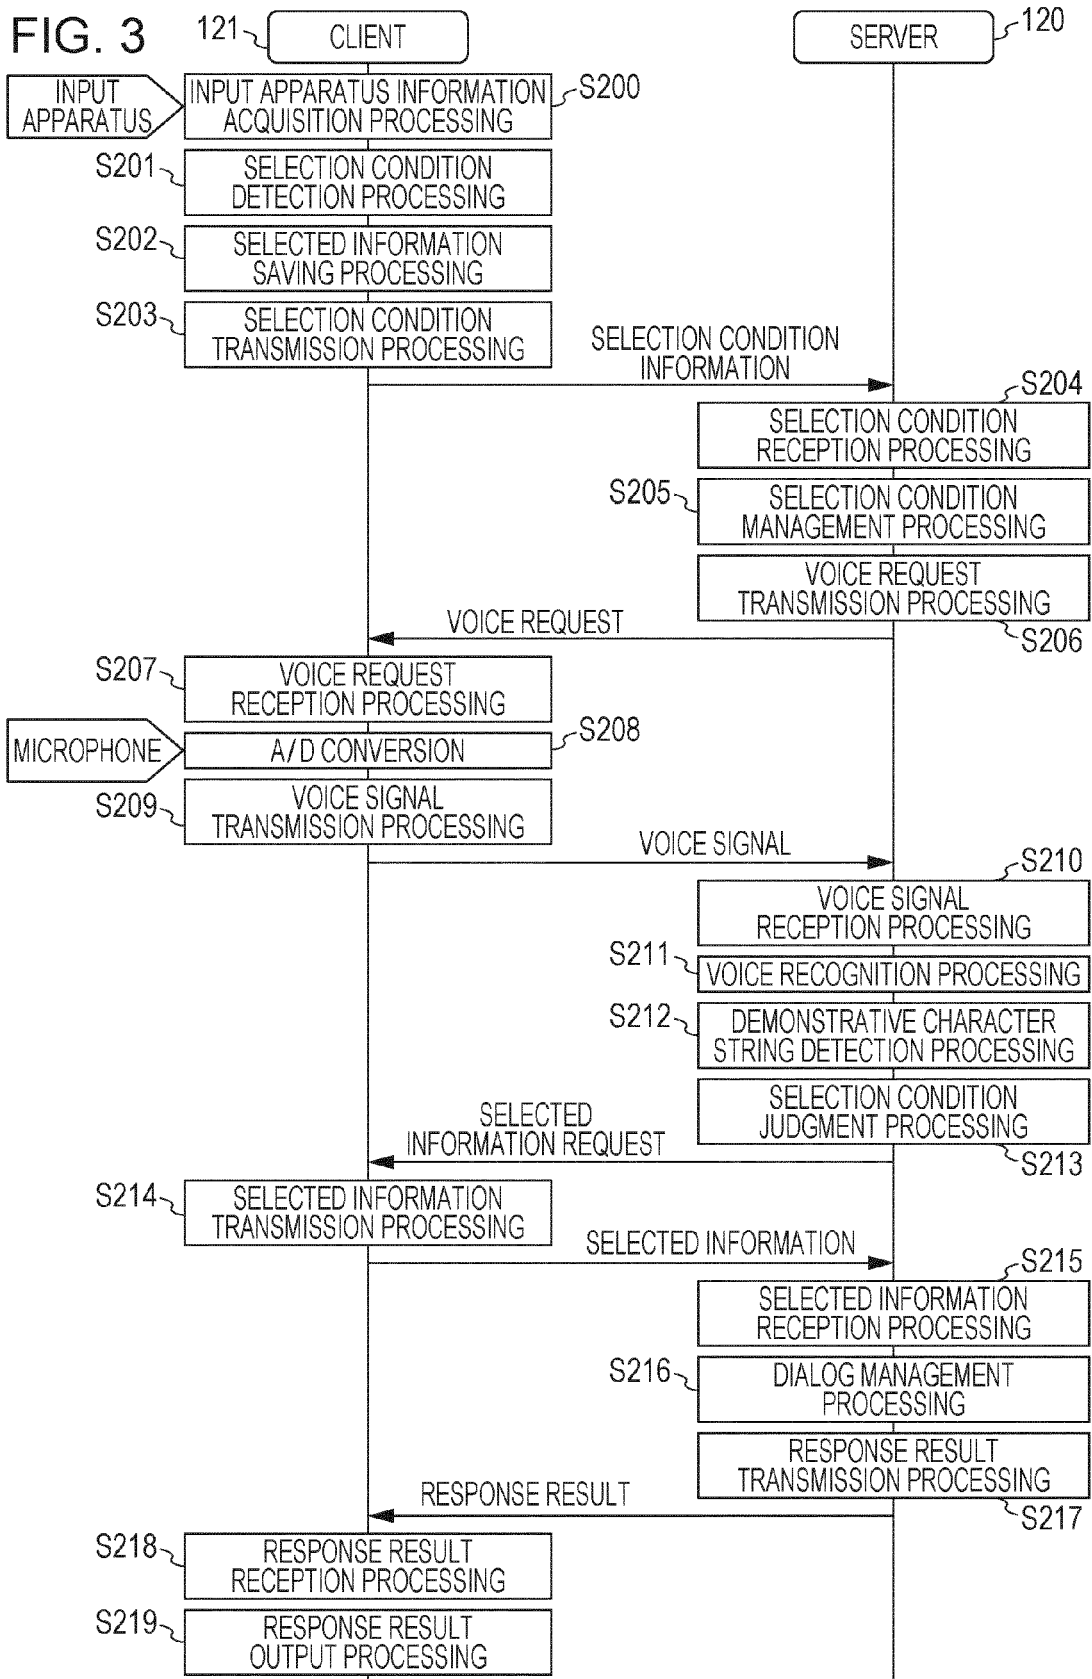 FIG. 3
121
CLIENT
SERVER
120
INPUT
APPARATUS
INPUT APPARATUS INFORMATION
ACQUISITION PROCESSING
S200
S201
SELECTION CONDITION
DETECTION PROCESSING
S202
SELECTED INFORMATION
SAVING PROCESSING
S203
SELECTION CONDITION
TRANSMISSION PROCESSING
SELECTION CONDITION
INFORMATION
S204
SELECTION CONDITION
RECEPTION PROCESSING
S205
SELECTION CONDITION
MANAGEMENT PROCESSING
VOICE REQUEST
TRANSMISSION PROCESSING
S206
VOICE REQUEST
S207
VOICE REQUEST
RECEPTION PROCESSING
MICROPHONE
A/D CONVERSION
S208
S209
VOICE SIGNAL
TRANSMISSION PROCESSING
VOICE SIGNAL
S210
VOICE SIGNAL
RECEPTION PROCESSING
S211
VOICE RECOGNITION PROCESSING
S212
DEMONSTRATIVE CHARACTER
STRING DETECTION PROCESSING
SELECTION CONDITION
JUDGMENT PROCESSING
S213
SELECTED
INFORMATION REQUEST
S214
SELECTED INFORMATION
TRANSMISSION PROCESSING
SELECTED INFORMATION
S215
SELECTED INFORMATION
RECEPTION PROCESSING
S216
DIALOG MANAGEMENT
PROCESSING
RESPONSE RESULT
TRANSMISSION PROCESSING
S217
RESPONSE RESULT
S218
RESPONSE RESULT
RECEPTION PROCESSING
S219
RESPONSE RESULT
OUTPUT PROCESSING